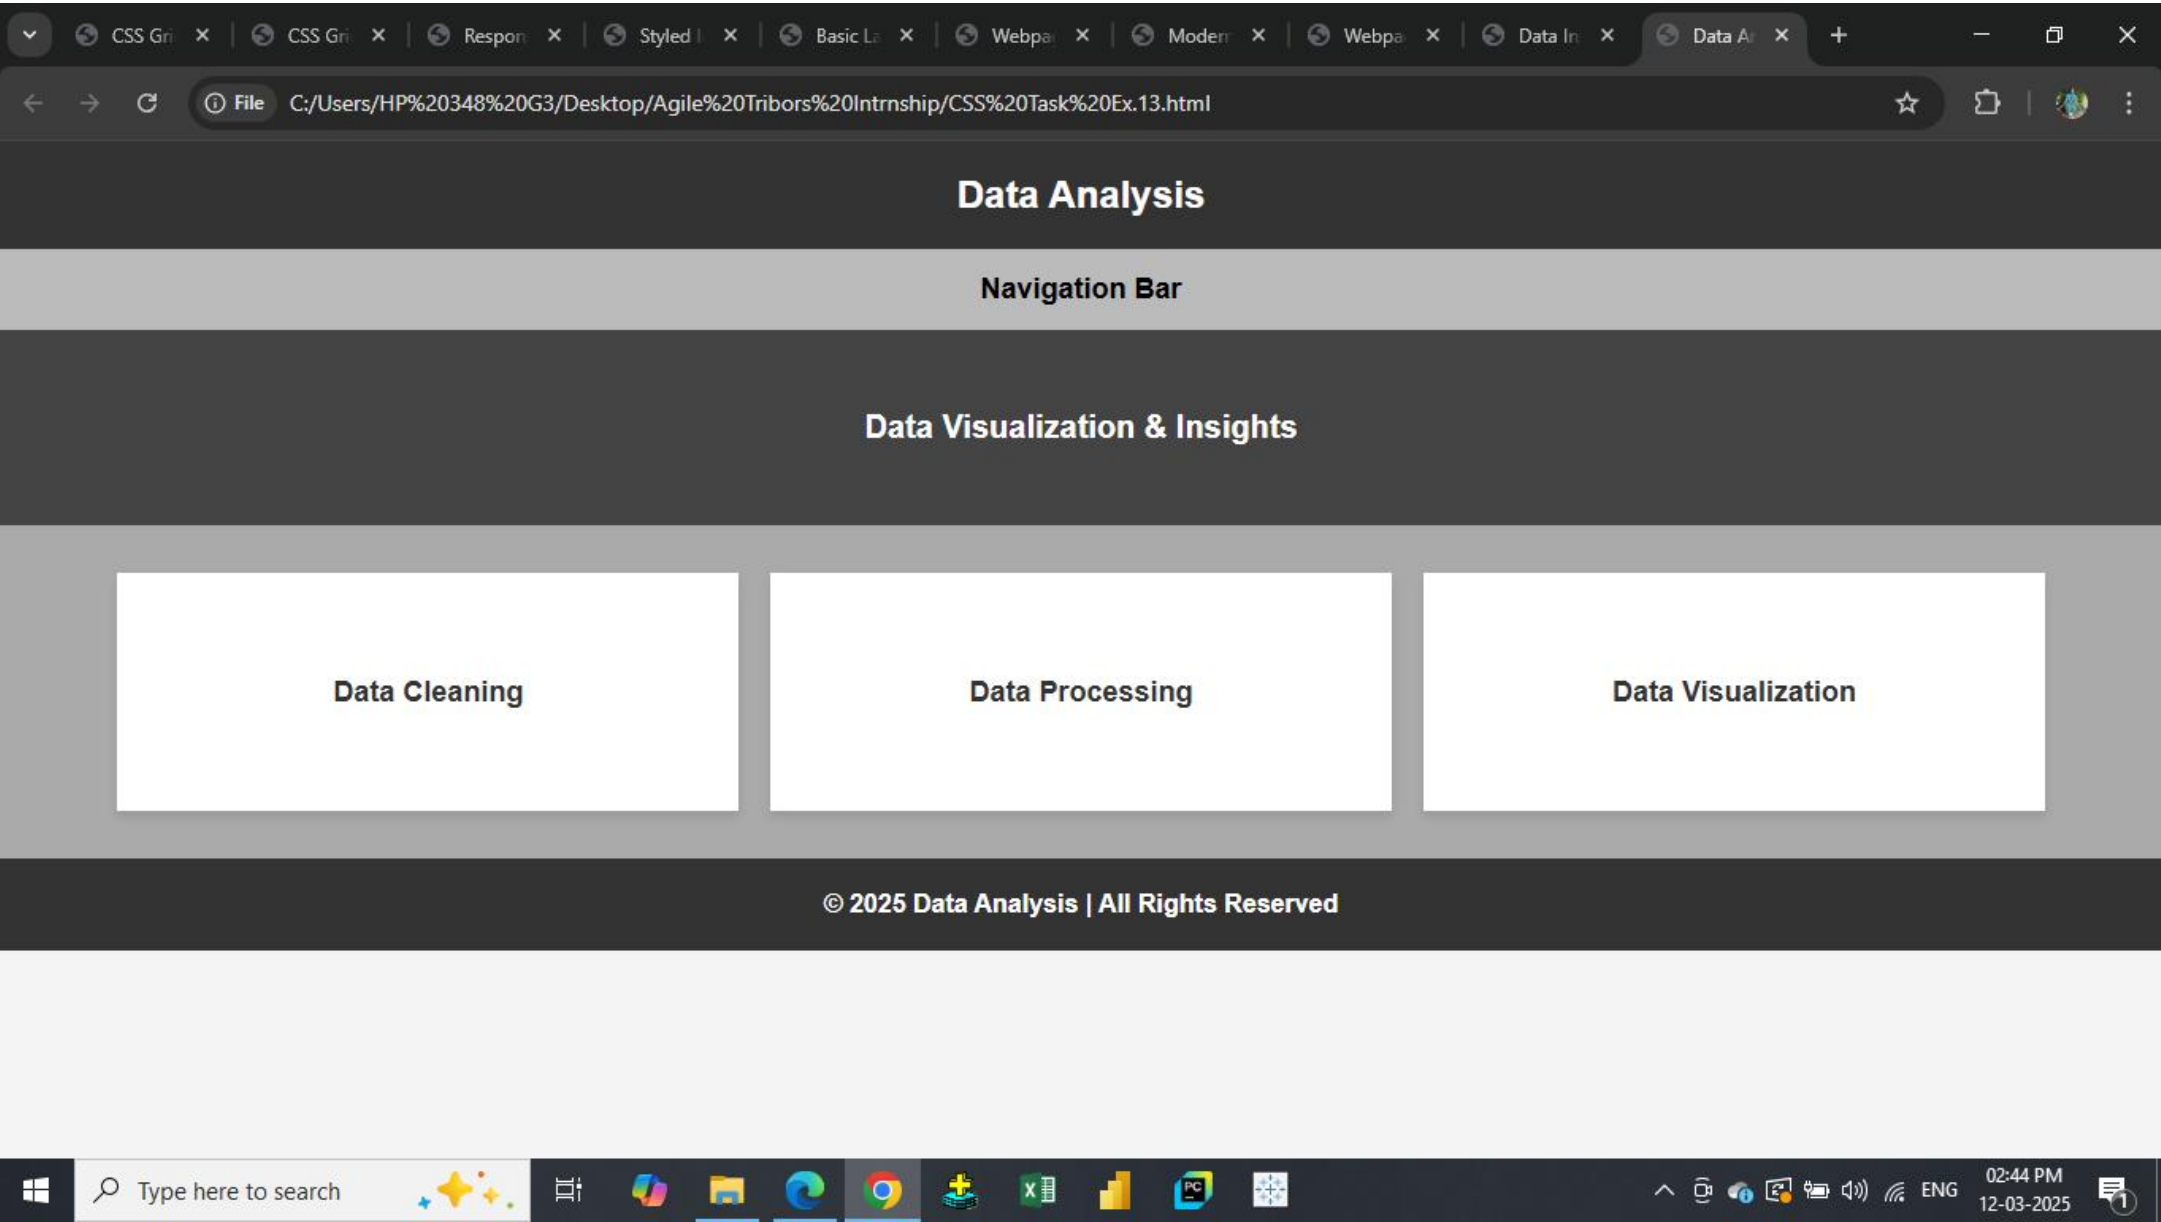 CSS Gri
CSS Gri
Respon
Styled
Basic La
Webpa
Modern
Webpa
Data In
Data An
File
C:/Users/HP%20348%20G3/Desktop/Agile%20Tribors%20Intrnship/CSS%20Task%20Ex.13.html
Data Analysis
Navigation Bar
Data Visualization & Insights
Data Cleaning
Data Processing
Data Visualization
© 2025 Data Analysis | All Rights Reserved
Type here to search
PC
ENG
02:44 PM
12-03-2025
1